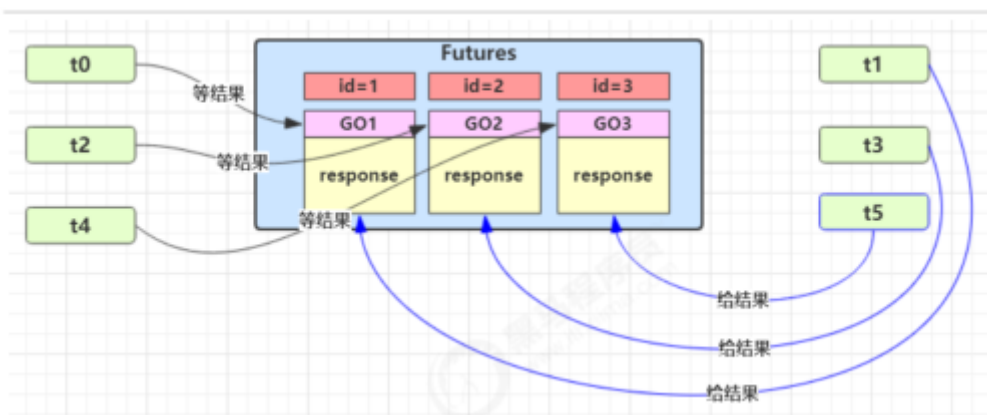 Futures
t0
t2
t4
等结果
等结果
等结果
id=1
id=2
id=3
GO1
GO2
GO3
response
response
response
t1
t3
t5
给结果
给结果
给结果